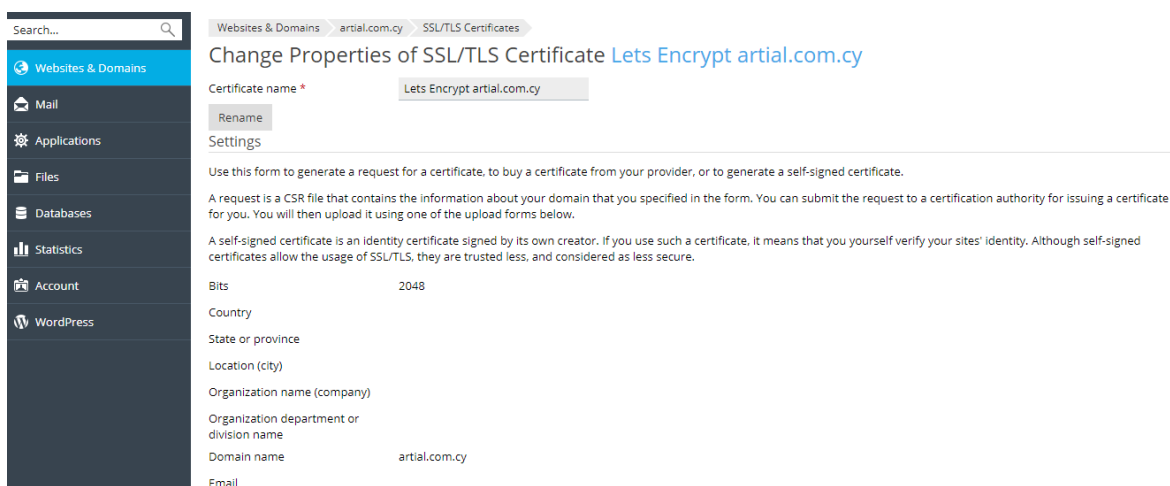 Search...
Websites & Domains
Mail
Applications
Files
Databases
Statistics
Account
WordPress
Websites & Domains artial.com.cy SSL/TLS Certificates
Change Properties of SSL/TLS Certificate Lets Encrypt artial.com.cy
Certificate name * Lets Encrypt artial.com.cy
Rename
Settings
Use this form to generate a request for a certificate, to buy a certificate from your provider, or to generate a self-signed certificate.
A request is a CSR file that contains the information about your domain that you specified in the form. You can submit the request to a certification authority for issuing a certificate
for you. You will then upload it using one of the upload forms below.
A self-signed certificate is an identity certificate signed by its own creator. If you use such a certificate, it means that you yourself verify your sites' identity. Although self-signed
certificates allow the usage of SSL/TLS, they are trusted less, and considered as less secure.
Bits 2048
Country
State or province
Location (city)
Organization name (company)
Organization department or
division name
Domain name artial.com.cy
Email